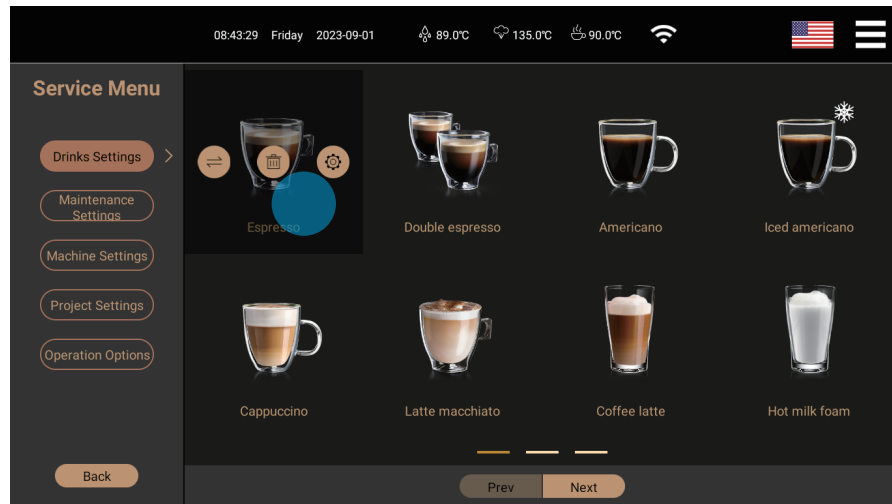 08:43:29 Friday 2023-09-01 89.0℃ 135.0℃ 90.0℃
Service Menu
Drinks Settings
Maintenance
Settings
Machine Settings
Project Settings
Operation Options
Back
Espresso
Double espresso
Americano
Iced americano
Cappuccino
Latte macchiato
Coffee latte
Hot milk foam
Prev
Next